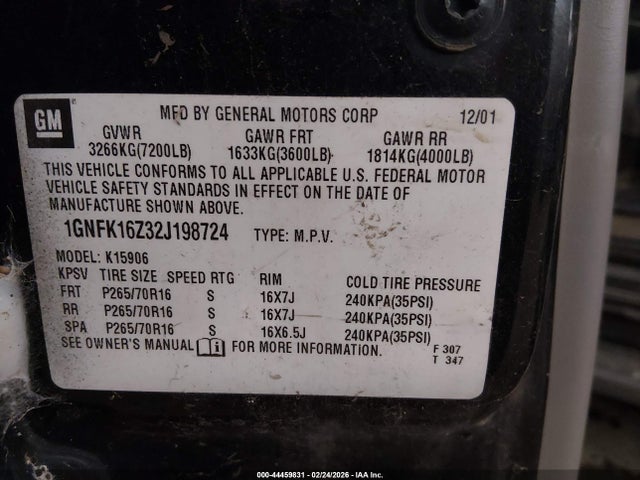 GM
MFD BY GENERAL MOTORS CORP 12/01
GVWR GAWR FRT GAWR RR
3266KG(7200LB) 1633KG(3600LB) 1814KG(4000LB)
THIS VEHICLE CONFORMS TO ALL APPLICABLE U.S. FEDERAL MOTOR
VEHICLE SAFETY STANDARDS IN EFFECT ON THE DATE OF
MANUFACTURE SHOWN ABOVE.
1GNFK16Z32J198724 TYPE: M.P.V.
MODEL: K15906
KPSV TIRE SIZE SPEED RTG RIM COLD TIRE PRESSURE
FRT P265/70R16 S 16X7J 240KPA(35PSI)
RR P265/70R16 S 16X7J 240KPA(35PSI)
SPA P265/70R16 S 16X6.5J 240KPA(35PSI)
SEE OWNER'S MANUAL FOR MORE INFORMATION.
F 307
T 347
000-44459831 - 02/24/2026 - IAA Inc.